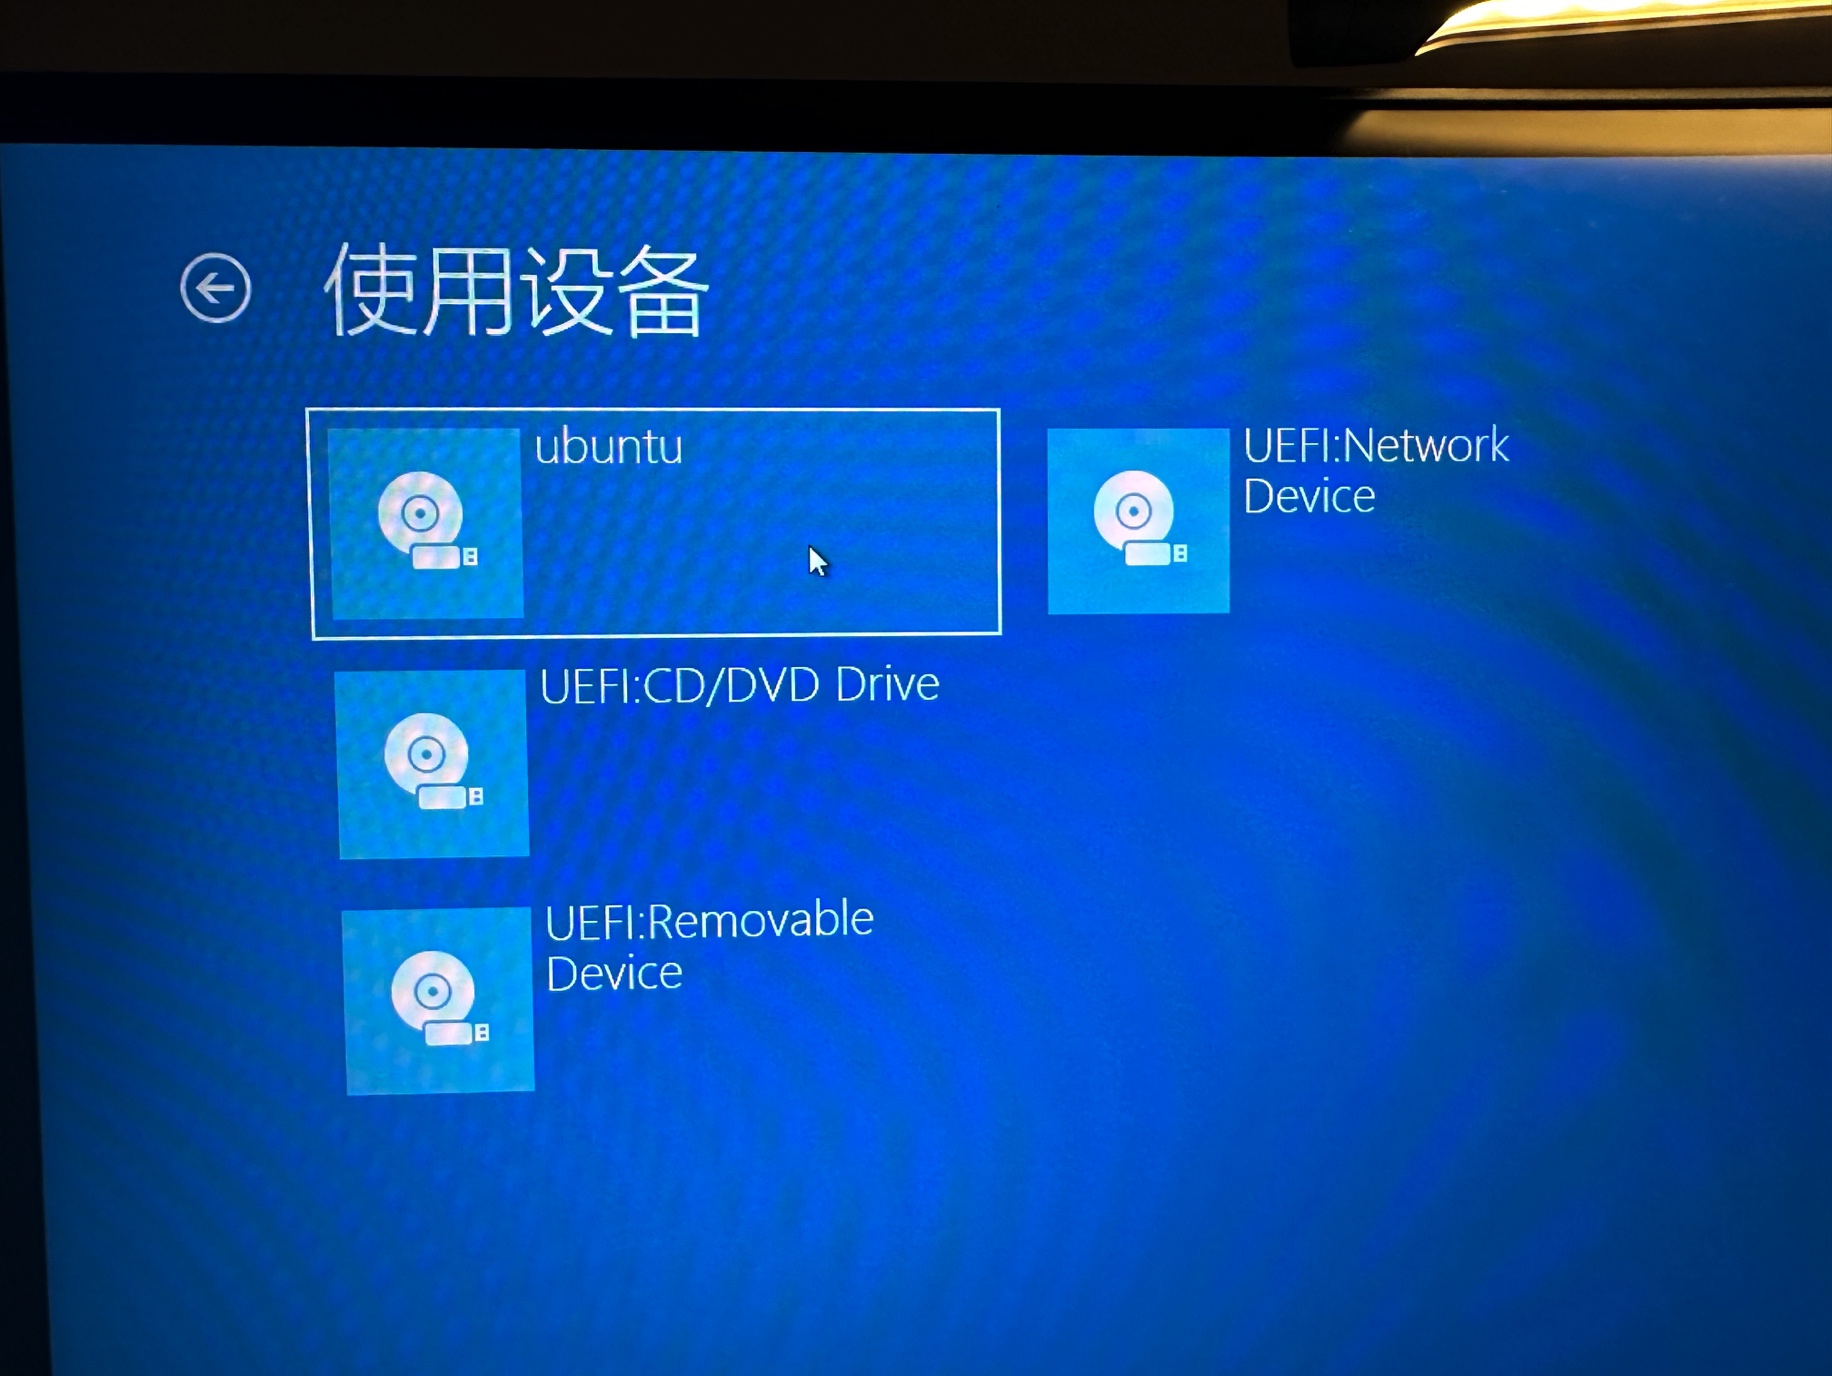 使用设备
ubuntu
UEFI:Network
Device
UEFI:CD/DVD Drive
UEFI:Removable
Device